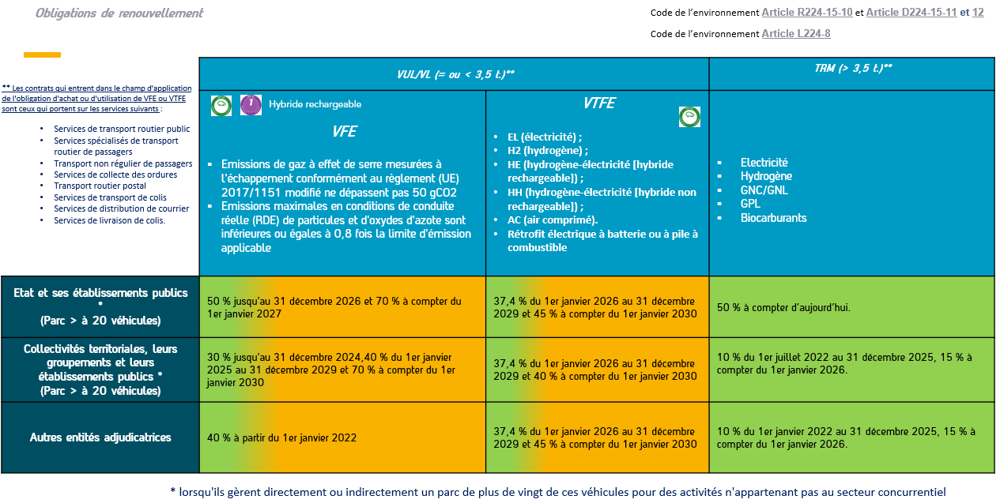 Obligations de renouvellement
Code de l'environnement Article R224-15-10 et Article D224-15-11 et 12
Code de l'environnement Article L224-8
** Les contrats qui entrent dans le champ d'application
de l'obligation d'achat ou d'utilisation de VFE ou VTFE
sont ceux qui portent sur les services suivants :
• Services de transport routier public
• Services spécialisés de transport
routier de passagers
• Transport non régulier de passagers
• Services de collecte des ordures
• Transport routier postal
• Services de transport de colis
• Services de distribution de courrier
• Services de livraison de colis.
VUL/VL (= ou < 3,5 t.)**
TRM (> 3,5 t.)**
1 Hybride rechargeable
VFE
▪ Emissions de gaz à effet de serre mesurées à
l'échappement conformément au règlement (UE)
2017/1151 modifié ne dépassent pas 50 gCO2
▪ Emissions maximales en conditions de conduite
réelle (RDE) de particules et d'oxydes d'azote sont
inférieures ou égales à 0,8 fois la limite d'émission
applicable
VTFE
• EL (électricité) ;
• H2 (hydrogène) ;
• HE (hydrogène-électricité [hybride
rechargeable]) ;
• HH (hydrogène-électricité [hybride non
rechargeable]) ;
• AC (air comprimé).
• Rétrofit électrique à batterie ou à pile à
combustible
▪ Electricité
▪ Hydrogène
▪ GNC/GNL
▪ GPL
▪ Biocarburants
Etat et ses établissements publics
*
(Parc > à 20 véhicules)
50 % jusqu'au 31 décembre 2026 et 70 % à compter du
1er janvier 2027
37,4 % du 1er janvier 2026 au 31 décembre
2029 et 45 % à compter du 1er janvier 2030
50 % à compter d'aujourd'hui.
Collectivités territoriales, leurs
groupements et leurs
établissements publics *
(Parc > à 20 véhicules)
30 % jusqu'au 31 décembre 2024,40 % du 1er janvier
2025 au 31 décembre 2029 et 70 % à compter du 1er
janvier 2030
37,4 % du 1er janvier 2026 au 31 décembre
2029 et 40 % à compter du 1er janvier 2030
10 % du 1er juillet 2022 au 31 décembre 2025, 15 % à
compter du 1er janvier 2026.
Autres entités adjudicatrices
40 % à partir du 1er janvier 2022
37,4 % du 1er janvier 2026 au 31 décembre
2029 et 45 % à compter du 1er janvier 2030
10 % du 1er janvier 2022 au 31 décembre 2025, 15 % à
compter du 1er janvier 2026.
* lorsqu'ils gèrent directement ou indirectement un parc de plus de vingt de ces véhicules pour des activités n'appartenant pas au secteur concurrentiel